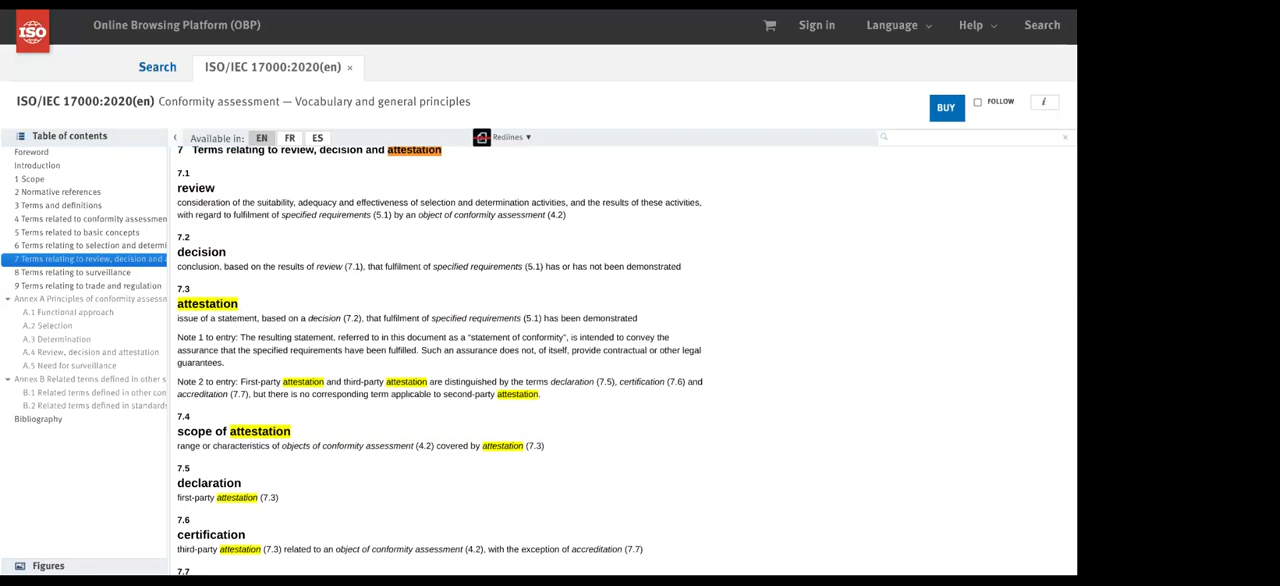 ISO
Online Browsing Platform (OBP)
Sign in
Language
Help
Search
Search
ISO/IEC 17000:2020(en) ×
ISO/IEC 17000:2020(en) Conformity assessment — Vocabulary and general principles
BUY
FOLLOW
i
Table of contents
Available in: EN FR ES
Redlines ▼
×
Foreword
Introduction
1 Scope
2 Normative references
3 Terms and definitions
4 Terms related to conformity assessmen
5 Terms related to basic concepts
6 Terms relating to selection and determi
7 Terms relating to review, decision and a
8 Terms relating to surveillance
9 Terms relating to trade and regulation
Annex A Principles of conformity assessm
A.1 Functional approach
A.2 Selection
A.3 Determination
A.4 Review, decision and attestation
A.5 Need for surveillance
Annex B Related terms defined in other s
B.1 Related terms defined in other con
B.2 Related terms defined in standards
Bibliography
Figures
7 Terms relating to review, decision and attestation
7.1
review
consideration of the suitability, adequacy and effectiveness of selection and determination activities, and the results of these activities,
with regard to fulfilment of specified requirements (5.1) by an object of conformity assessment (4.2)
7.2
decision
conclusion, based on the results of review (7.1), that fulfilment of specified requirements (5.1) has or has not been demonstrated
7.3
attestation
issue of a statement, based on a decision (7.2), that fulfilment of specified requirements (5.1) has been demonstrated
Note 1 to entry: The resulting statement, referred to in this document as a “statement of conformity”, is intended to convey the
assurance that the specified requirements have been fulfilled. Such an assurance does not, of itself, provide contractual or other legal
guarantees.
Note 2 to entry: First-party attestation and third-party attestation are distinguished by the terms declaration (7.5), certification (7.6) and
accreditation (7.7), but there is no corresponding term applicable to second-party attestation.
7.4
scope of attestation
range or characteristics of objects of conformity assessment (4.2) covered by attestation (7.3)
7.5
declaration
first-party attestation (7.3)
7.6
certification
third-party attestation (7.3) related to an object of conformity assessment (4.2), with the exception of accreditation (7.7)
7.7